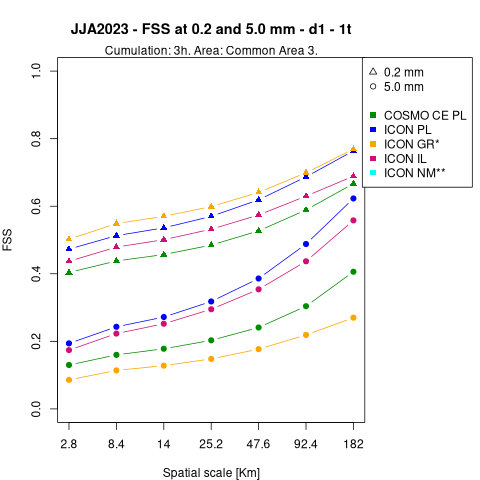 JJA2023 - FSS at 0.2 and 5.0 mm - d1 - 1t
Cumulation: 3h. Area: Common Area 3.
0.2 mm
5.0 mm
COSMO CE PL
ICON PL
ICON GR*
ICON IL
ICON NM**
FSS
1.0
0.8
0.6
0.4
0.2
0.0
2.8 8.4 14 25.2 47.6 92.4 182
Spatial scale [Km]